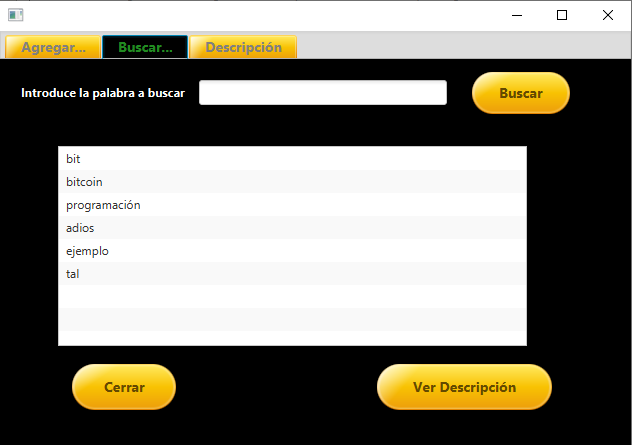 Agregar... Buscar... Descripción
Introduce la palabra a buscar Buscar
bit
bitcoin
programación
adios
ejemplo
tal
Cerrar Ver Descripción